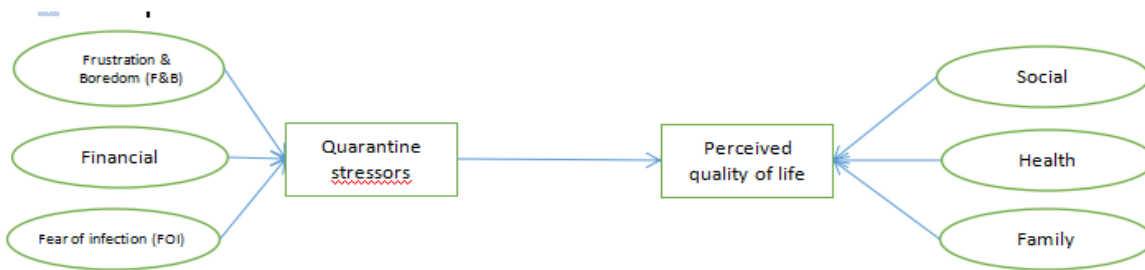 Frustration &
Boredom (F&B)
Financial
Fear of infection (FOI)
Quarantine
stressors
Perceived
quality of life
Social
Health
Family